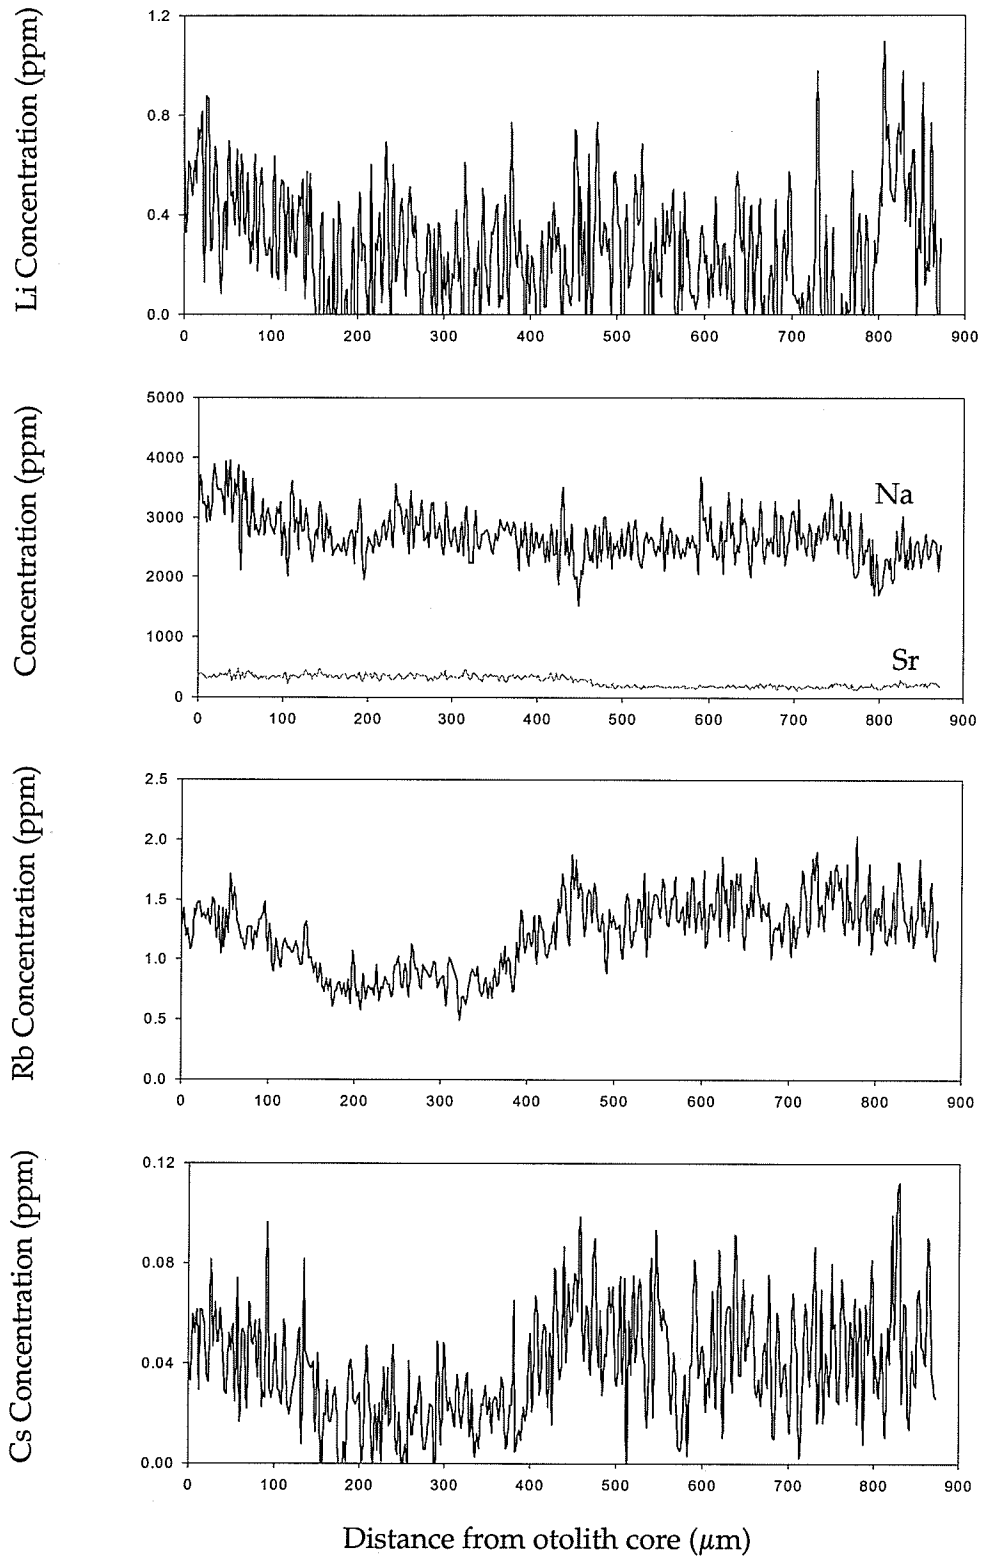 Li Concentration (ppm)
1.2
0.8
0.4
0.0
0 100 200 300 400 500 600 700 800 900
Concentration (ppm)
5000
4000
3000
2000
1000
0
Na
Sr
0 100 200 300 400 500 600 700 800 900
Rb Concentration (ppm)
2.5
2.0
1.5
1.0
0.5
0.0
0 100 200 300 400 500 600 700 800 900
Cs Concentration (ppm)
0.12
0.08
0.04
0.00
0 100 200 300 400 500 600 700 800 900
Distance from otolith core (μm)